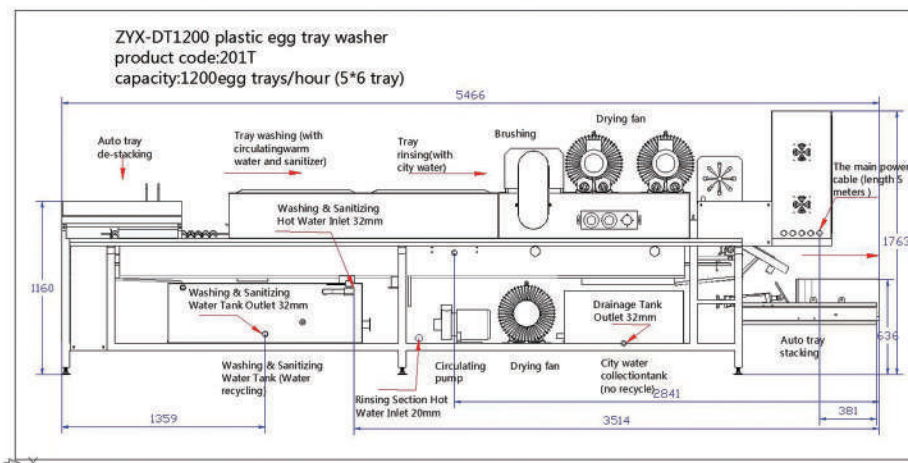 ZYX-DT1200 plastic egg tray washer
product code:201T
capacity:1200egg trays/hour (5*6 tray)
5466
Auto tray
de-stacking
Tray washing (with
circulatingwarm
water and sanitizer)
Tray
rinsing(with
city water)
Brushing
Drying fan
The main power
cable (length 5
meters )
Washing & Sanitizing
Hot Water Inlet 32mm
1763
1160
Washing & Sanitizing
Water Tank Outlet 32mm
Drainage Tank
Outlet 32mm
636
Auto tray
stacking
Washing & Sanitizing
Water Tank (Water
recycling)
Circulating
pump
Drying fan
City water
collectiontank
(no recycle)
Rinsing Section Hot
Water Inlet 20mm
2841
1359
3514
381
X